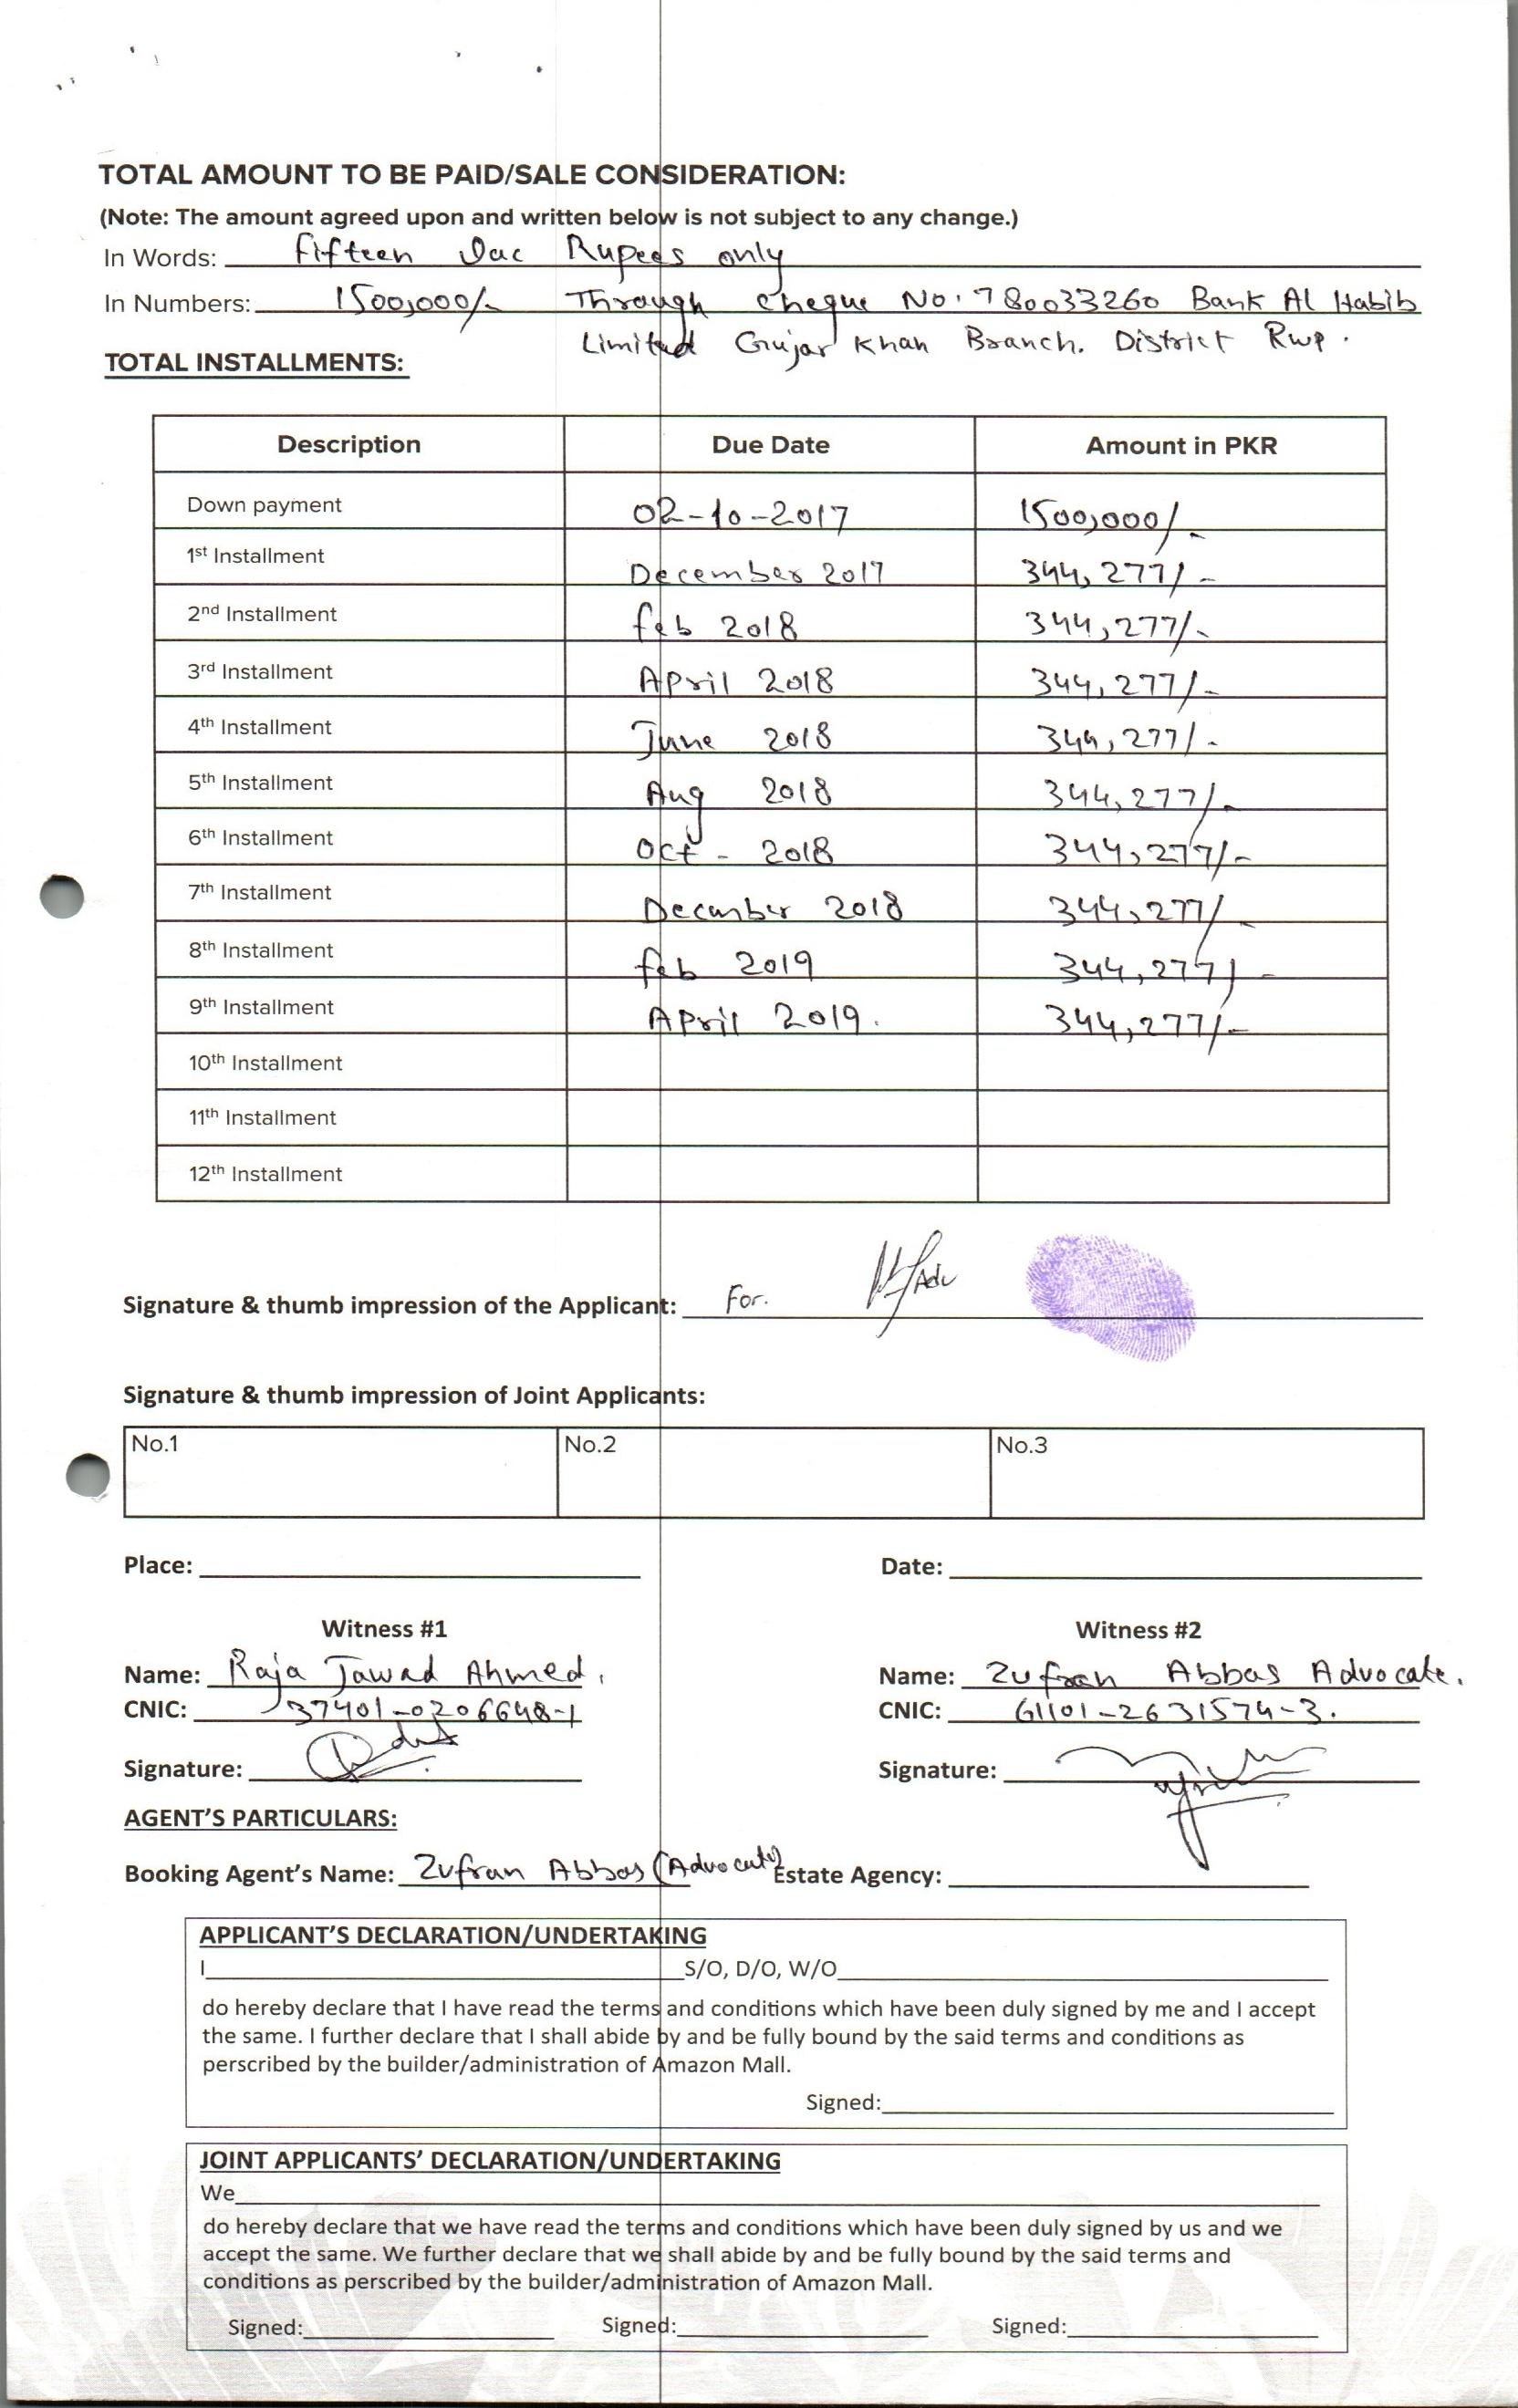 TOTAL AMOUNT TO BE PAID/SALE CONSIDERATION:
(Note: The amount agreed upon and written below is not subject to any change.)
In Words: Fifteen Lac Rupees only
In Numbers: 1500,000/- Through Cheque No. 780033260 Bank Al Habib
Limited Gujar Khan Branch. District Rwp.
TOTAL INSTALLMENTS:
Description Due Date Amount in PKR
Down payment 02-10-2017 1500,000/-
1st Installment December 2017 344,277/-
2nd Installment Feb 2018 344,277/-
3rd Installment April 2018 344,277/-
4th Installment June 2018 344,277/-
5th Installment Aug 2018 344,277/-
6th Installment Oct - 2018 344,277/-
7th Installment December 2018 344,277/-
8th Installment Feb 2019 344,277/-
9th Installment April 2019. 344,277/-
10th Installment
11th Installment
12th Installment
Signature & thumb impression of the Applicant: For. Adv
Signature & thumb impression of Joint Applicants:
No.1 No.2 No.3
Place: Date:
Witness #1 Witness #2
Name: Raja Jawad Ahmed. Name: Zufran Abbas Advocate.
CNIC: 37401-0206648-1 CNIC: 61101-2631574-3.
Signature: Signature:
AGENT'S PARTICULARS:
Booking Agent's Name: Zufran Abbas (Advocate) Estate Agency:
APPLICANT'S DECLARATION/UNDERTAKING
I S/O, D/O, W/O
do hereby declare that I have read the terms and conditions which have been duly signed by me and I accept
the same. I further declare that I shall abide by and be fully bound by the said terms and conditions as
perscribed by the builder/administration of Amazon Mall.
Signed:
JOINT APPLICANTS' DECLARATION/UNDERTAKING
We
do hereby declare that we have read the terms and conditions which have been duly signed by us and we
accept the same. We further declare that we shall abide by and be fully bound by the said terms and
conditions as perscribed by the builder/administration of Amazon Mall.
Signed: Signed: Signed: